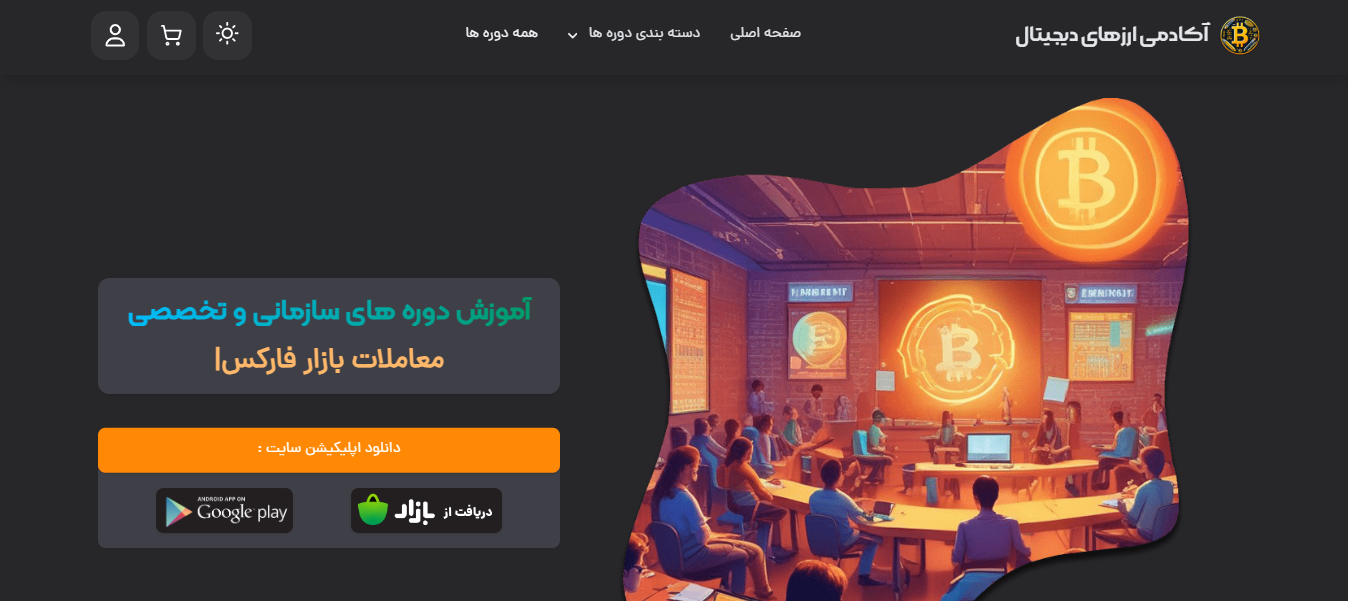 آکادمی ارزهای دیجیتال
صفحه اصلی
دسته بندی دوره ها
همه دوره ها
آموزش دوره های سازمانی و تخصصی
معاملات بازار فارکس|
دانلود اپلیکیشن سایت :
دریافت از بازار
ANDROID APP ON
Google play